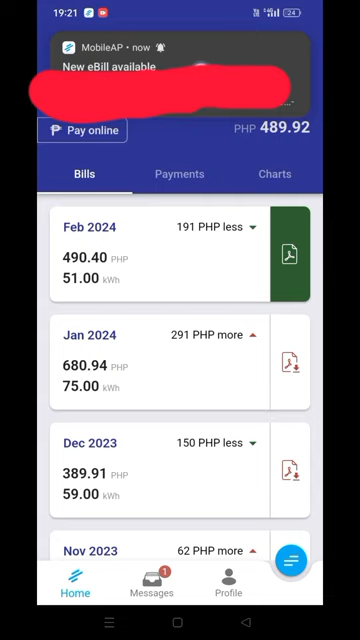 19:21
24
MobileAP • now
New eBill available
Pay online
PHP 489.92
Bills Payments Charts
Feb 2024 191 PHP less
490.40 PHP
51.00 kWh
Jan 2024 291 PHP more
680.94 PHP
75.00 kWh
Dec 2023 150 PHP less
389.91 PHP
59.00 kWh
Nov 2023 62 PHP more
1
Home Messages Profile